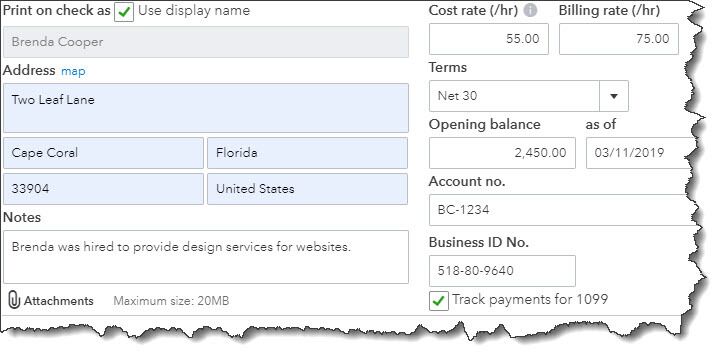 Print on check as Use display name
Brenda Cooper
Address map
Two Leaf Lane
Cape Coral Florida
33904 United States
Notes
Brenda was hired to provide design services for websites.
Attachments Maximum size: 20MB
Cost rate (/hr) Billing rate (/hr)
55.00 75.00
Terms
Net 30
Opening balance as of
2,450.00 03/11/2019
Account no.
BC-1234
Business ID No.
518-80-9640
Track payments for 1099